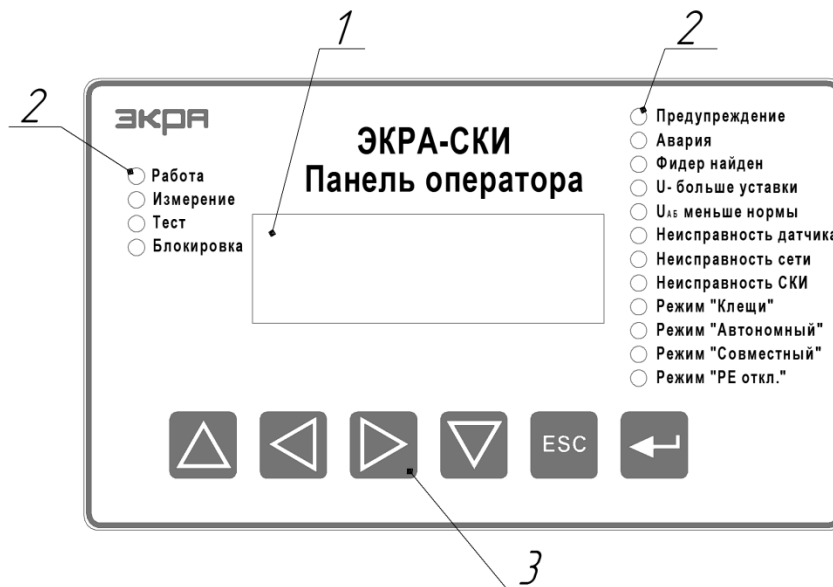 1
2
2
ЭКРА
ЭКРА-СКИ
Панель оператора
Работа
Измерение
Тест
Блокировка
Предупреждение
Авария
Фидер найден
U- больше уставки
UАБ меньше нормы
Неисправность датчика
Неисправность сети
Неисправность СКИ
Режим "Клещи"
Режим "Автономный"
Режим "Совместный"
Режим "РЕ откл."
ESC
3